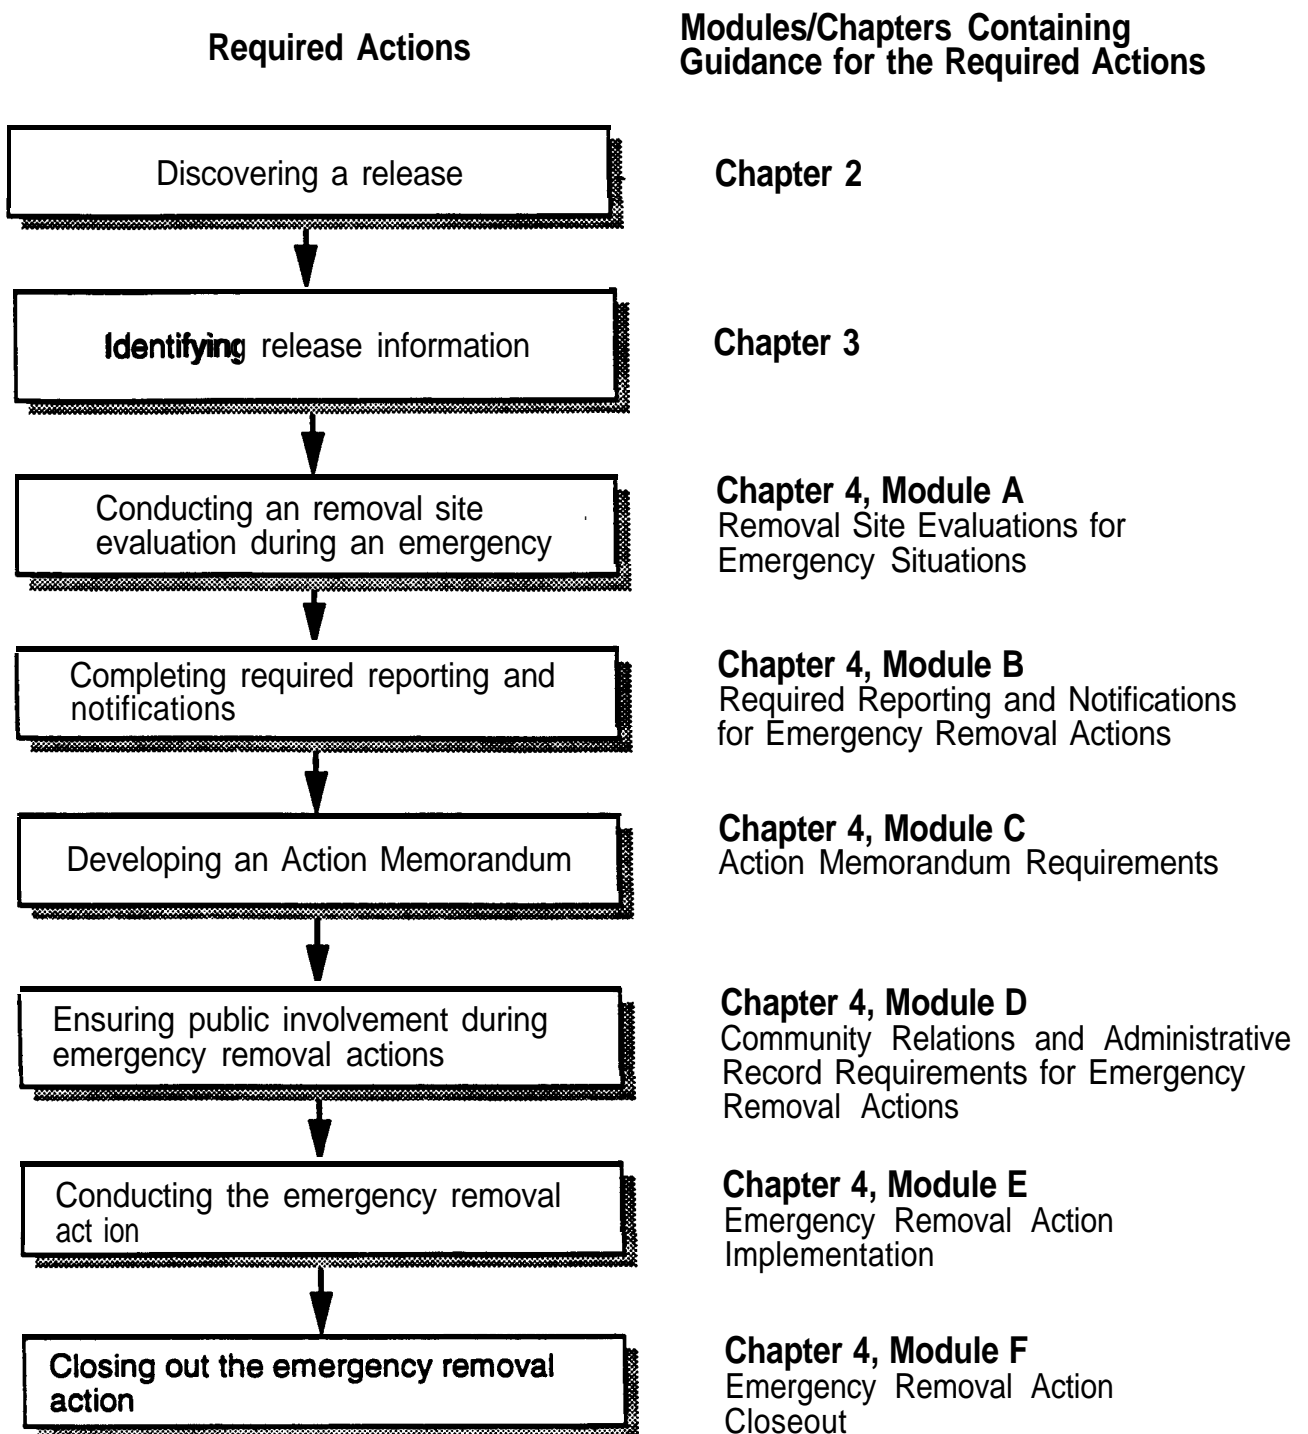 Required Actions
Modules/Chapters Containing
Guidance for the Required Actions
Discovering a release
Chapter 2
Identifying release information
Chapter 3
Conducting an removal site
evaluation during an emergency
Chapter 4, Module A
Removal Site Evaluations for
Emergency Situations
Completing required reporting and
notifications
Chapter 4, Module B
Required Reporting and Notifications
for Emergency Removal Actions
Developing an Action Memorandum
Chapter 4, Module C
Action Memorandum Requirements
Ensuring public involvement during
emergency removal actions
Chapter 4, Module D
Community Relations and Administrative
Record Requirements for Emergency
Removal Actions
Conducting the emergency removal
act ion
Chapter 4, Module E
Emergency Removal Action
Implementation
Closing out the emergency removal
action
Chapter 4, Module F
Emergency Removal Action
Closeout